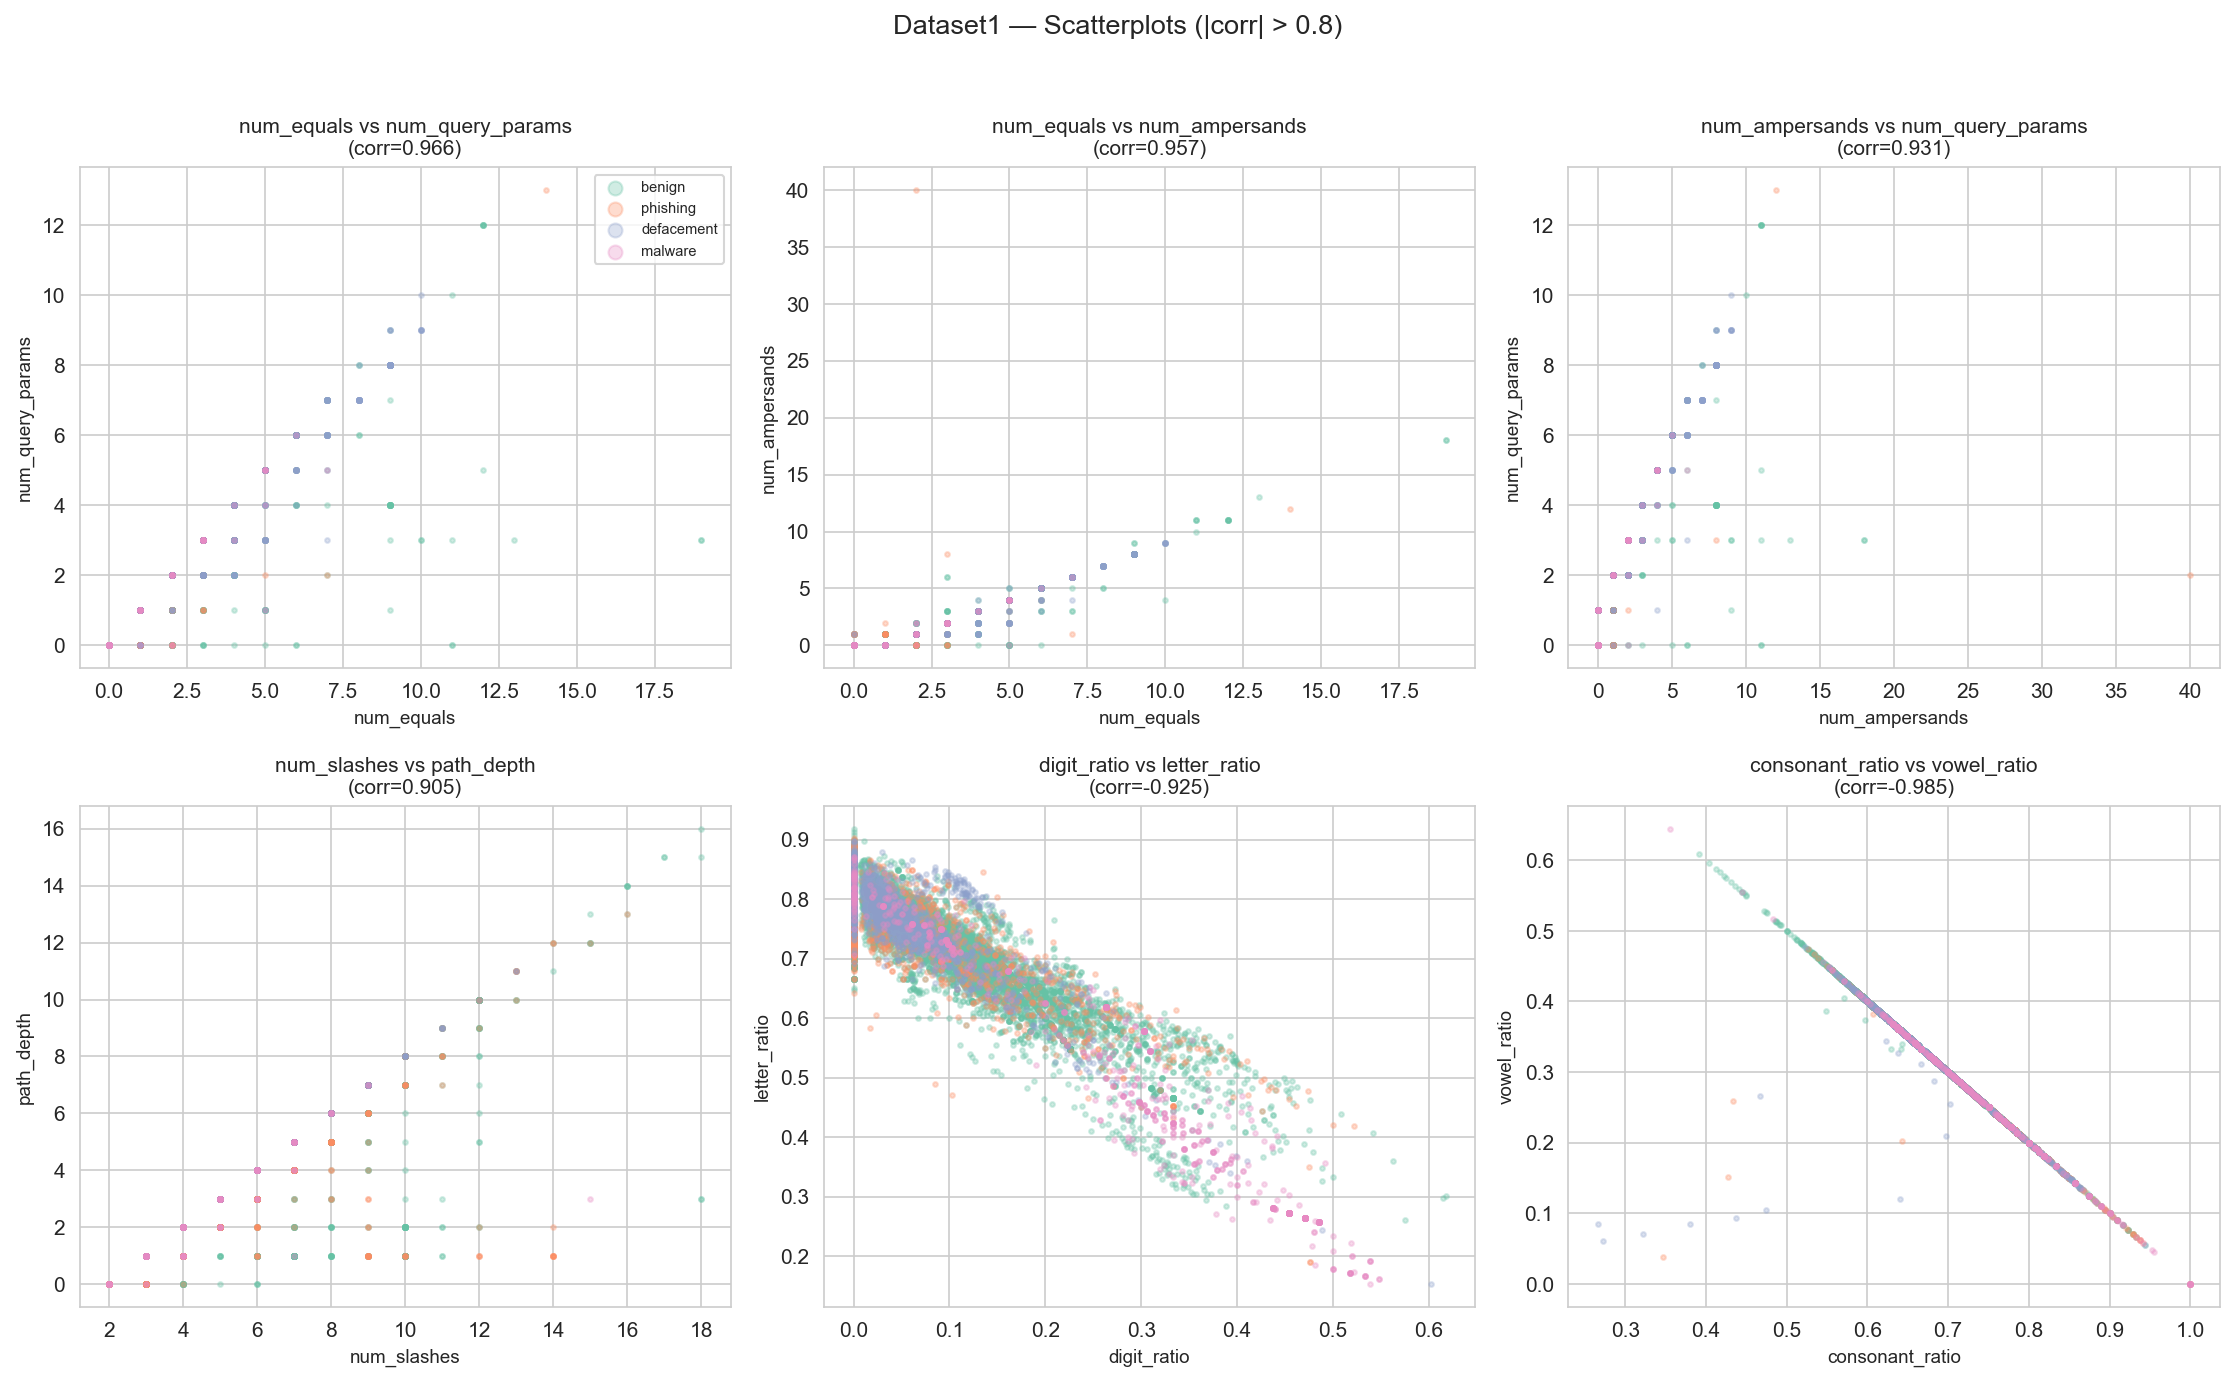 Dataset1 — Scatterplots (|corr| > 0.8)
num_equals vs num_query_params
(corr=0.966)
benign
phishing
defacement
malware
num_query_params
12
10
8
6
4
2
0
0.0 2.5 5.0 7.5 10.0 12.5 15.0 17.5
num_equals
num_equals vs num_ampersands
(corr=0.957)
num_ampersands
40
35
30
25
20
15
10
5
0
0.0 2.5 5.0 7.5 10.0 12.5 15.0 17.5
num_equals
num_ampersands vs num_query_params
(corr=0.931)
num_query_params
12
10
8
6
4
2
0
0 5 10 15 20 25 30 35 40
num_ampersands
num_slashes vs path_depth
(corr=0.905)
path_depth
16
14
12
10
8
6
4
2
0
2 4 6 8 10 12 14 16 18
num_slashes
digit_ratio vs letter_ratio
(corr=-0.925)
letter_ratio
0.9
0.8
0.7
0.6
0.5
0.4
0.3
0.2
0.0 0.1 0.2 0.3 0.4 0.5 0.6
digit_ratio
consonant_ratio vs vowel_ratio
(corr=-0.985)
vowel_ratio
0.6
0.5
0.4
0.3
0.2
0.1
0.0
0.3 0.4 0.5 0.6 0.7 0.8 0.9 1.0
consonant_ratio